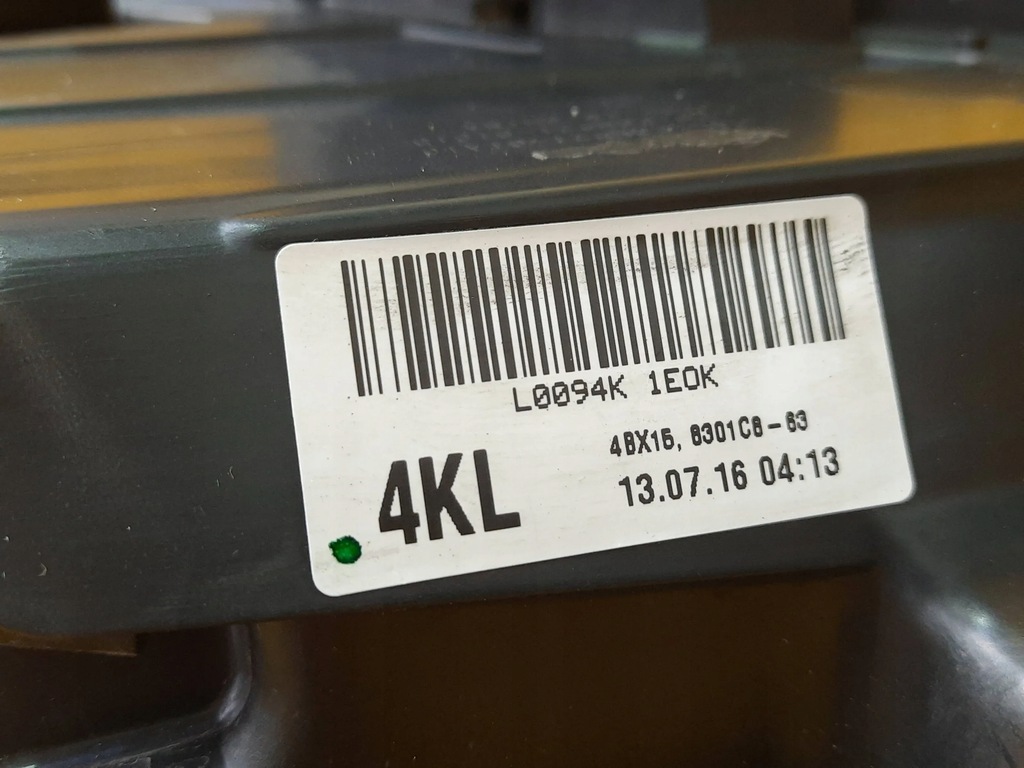 L0094K 1E0K
4BX15, 8301C8-63
4KL
13.07.16 04:13